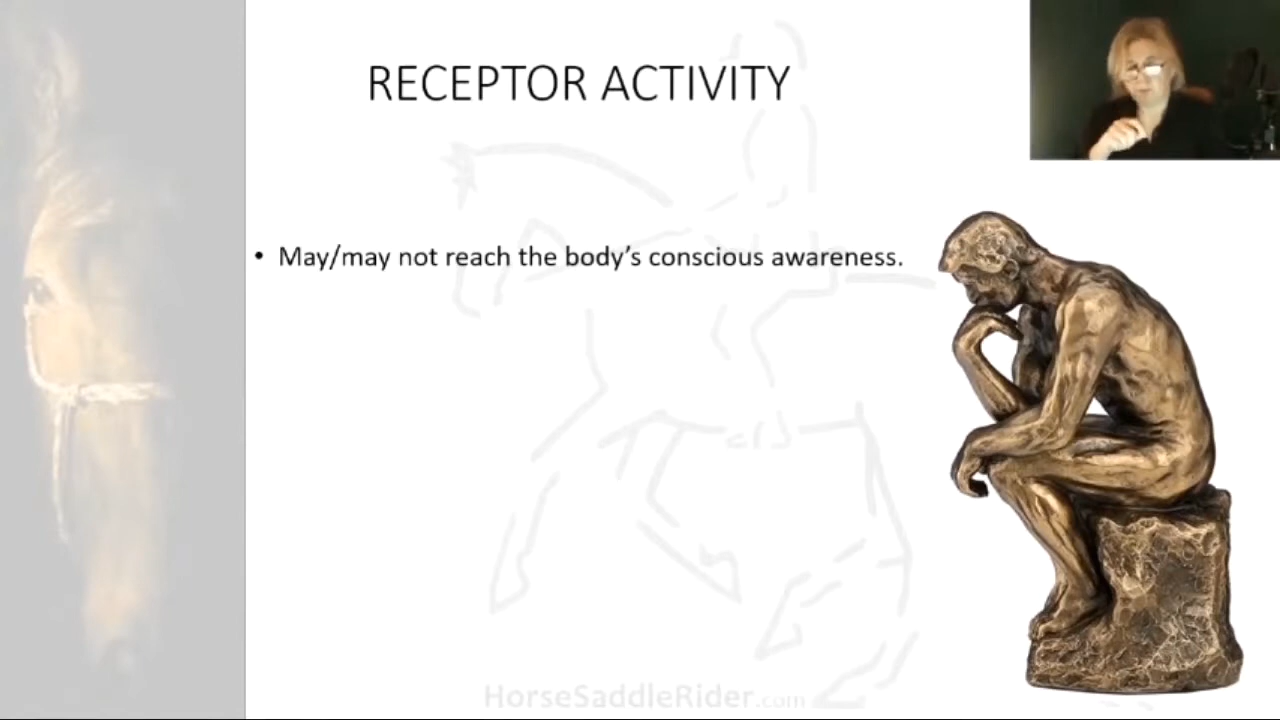 RECEPTOR ACTIVITY
• May/may not reach the body’s conscious awareness.
HorseSaddleRider.com